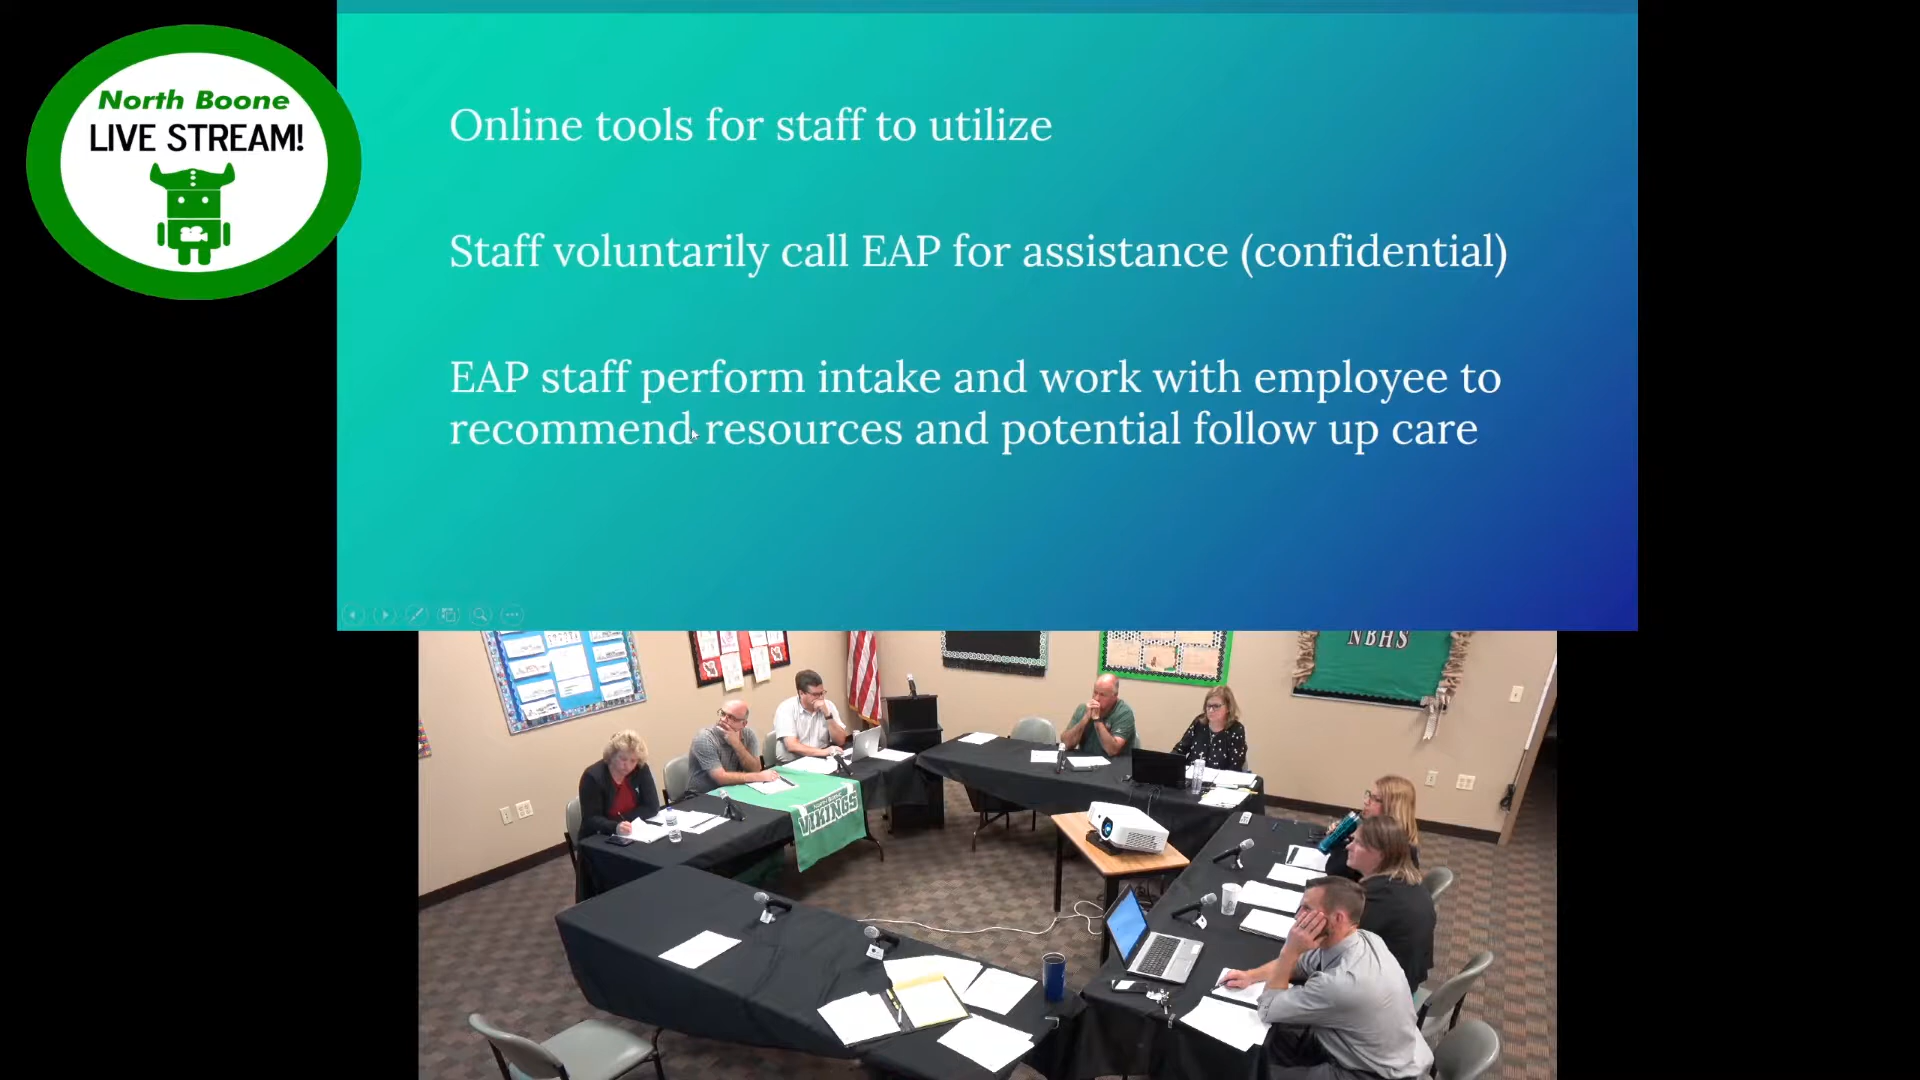 North Boone
LIVE STREAM!
Online tools for staff to utilize
Staff voluntarily call EAP for assistance (confidential)
EAP staff perform intake and work with employee to
recommend resources and potential follow up care
NBHS
VIKINGS